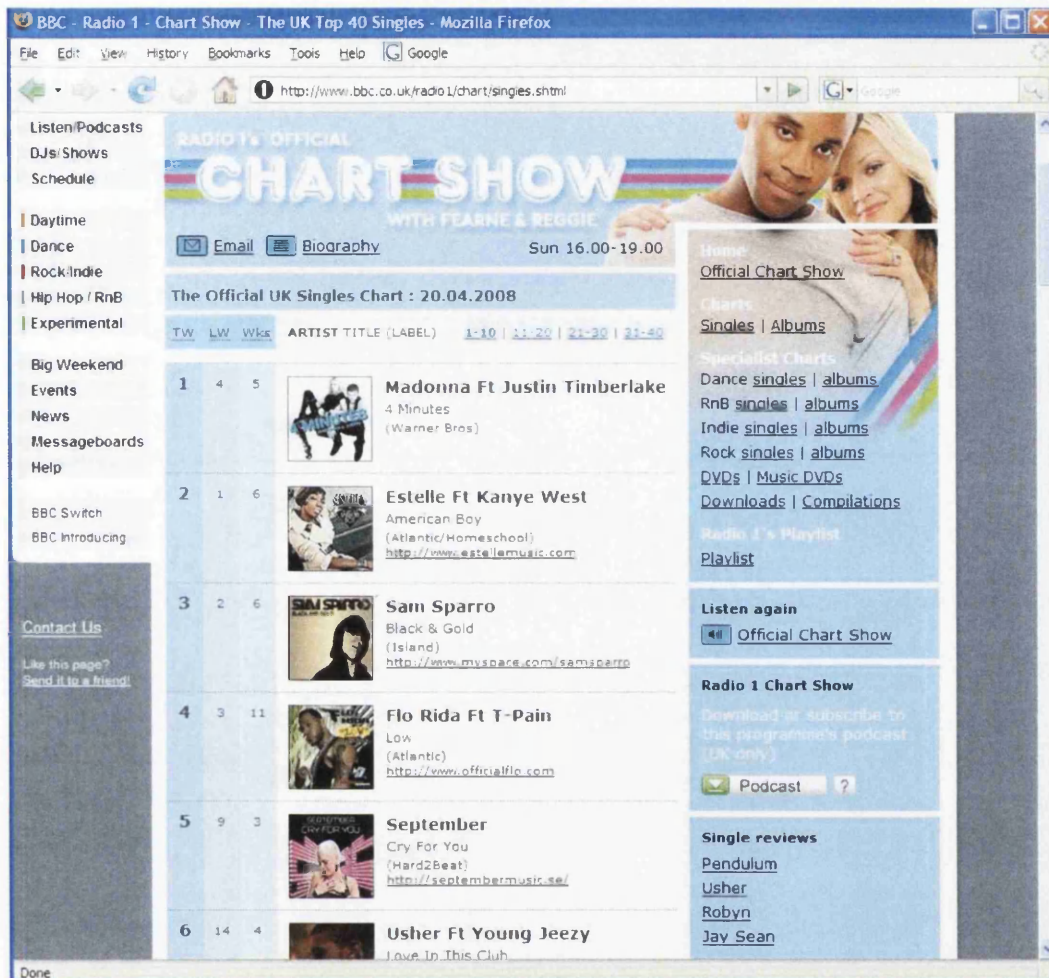 BBC - Radio 1 - Chart Show - The UK Top 40 Singles - Mozilla Firefox
File Edit View History Bookmarks Tools Help Google
http://www.bbc.co.uk/radio1/chart/singles.shtml
Google
Listen/Podcasts
DJs/Shows
Schedule
Daytime
Dance
Rock/Indie
Hip Hop / RnB
Experimental
Big Weekend
Events
News
Messageboards
Help
BBC Switch
BBC Introducing
Contact Us
Like this page?
Send it to a friend!
RADIO 1's OFFICIAL
CHART SHOW
WITH FEARNE & REGGIE
Email Biography Sun 16.00-19.00
The Official UK Singles Chart : 20.04.2008
TW LW Wks ARTIST TITLE (LABEL) 1-10 | 11-20 | 21-30 | 31-40
1 4 5 Madonna Ft Justin Timberlake
4 Minutes
(Warner Bros)
2 1 6 Estelle Ft Kanye West
American Boy
(Atlantic/Homeschool)
http://www.estellemusic.com
3 2 6 Sam Sparro
Black & Gold
(Island)
http://www.myspace.com/samsparro
SAM SPARRO
4 3 11 Flo Rida Ft T-Pain
Low
(Atlantic)
http://www.officialflo.com
5 9 3 September
Cry For You
(Hard2Beat)
http://septembermusic.se/
SEPTEMBER
CRY FOR YOU
6 14 4 Usher Ft Young Jeezy
Love In This Club
Home
Official Chart Show
Charts
Singles | Albums
Specialist Charts
Dance singles | albums
RnB singles | albums
Indie singles | albums
Rock singles | albums
DVDs | Music DVDs
Downloads | Compilations
Radio 1's Playlist
Playlist
Listen again
Official Chart Show
Radio 1 Chart Show
Download or subscribe to
this programme's podcast
(UK only)
Podcast ?
Single reviews
Pendulum
Usher
Robyn
Jay Sean
Done